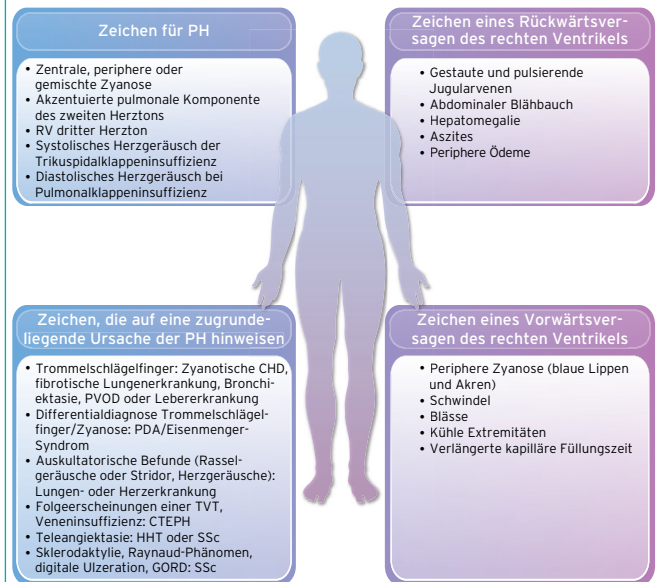 Zeichen für PH
• Zentrale, periphere oder
gemischte Zyanose
• Akzentuierte pulmonale Komponente
des zweiten Herztons
• RV dritter Herzton
• Systolisches Herzgeräusch der
Trikuspidalklappeninsuffizienz
• Diastolisches Herzgeräusch bei
Pulmonalklappeninsuffizienz
Zeichen eines Rückwärtsver-
sagens des rechten Ventrikels
• Gestaute und pulsierende
Jugularvenen
• Abdominaler Blähbauch
• Hepatomegalie
• Aszites
• Periphere Ödeme
Zeichen, die auf eine zugrunde-
liegende Ursache der PH hinweisen
• Trommelschlägelfinger: Zyanotische CHD,
fibrotische Lungenerkrankung, Bronchi-
ektasie, PVOD oder Lebererkrankung
• Differentialdiagnose Trommelschlägel-
finger/Zyanose: PDA/Eisenmenger-
Syndrom
• Auskultatorische Befunde (Rassel-
geräusche oder Stridor, Herzgeräusche):
Lungen- oder Herzerkrankung
• Folgeerscheinungen einer TVT,
Veneninsuffizienz: CTEPH
• Teleangiektasie: HHT oder SSc
• Sklerodaktylie, Raynaud-Phänomen,
digitale Ulzeration, GORD: SSc
Zeichen eines Vorwärtsver-
sagen des rechten Ventrikels
• Periphere Zyanose (blaue Lippen
und Akren)
• Schwindel
• Blässe
• Kühle Extremitäten
• Verlängerte kapilläre Füllungszeit